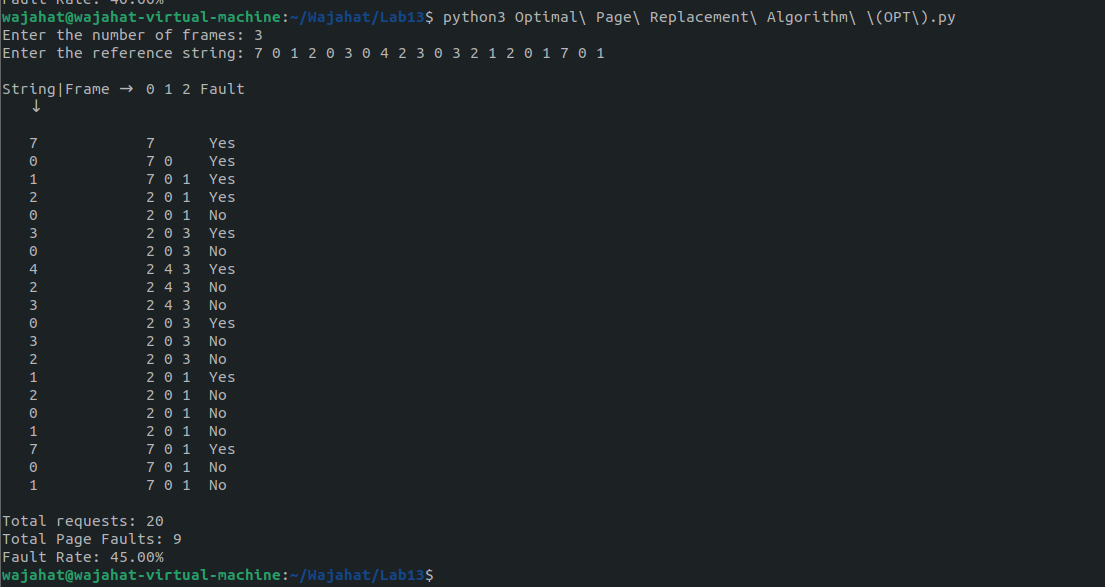 Fault Rate: 40.00%
wajahat@wajahat-virtual-machine:~/Wajahat/Lab13$ python3 Optimal\ Page\ Replacement\ Algorithm\ \(OPT\).py
Enter the number of frames: 3
Enter the reference string: 7 0 1 2 0 3 0 4 2 3 0 3 2 1 2 0 1 7 0 1
String|Frame → 0 1 2 Fault
↓
7 7 Yes
0 7 0 Yes
1 7 0 1 Yes
2 2 0 1 Yes
0 2 0 1 No
3 2 0 3 Yes
0 2 0 3 No
4 2 4 3 Yes
2 2 4 3 No
3 2 4 3 No
0 2 0 3 Yes
3 2 0 3 No
2 2 0 3 No
1 2 0 1 Yes
2 2 0 1 No
0 2 0 1 No
1 2 0 1 No
7 7 0 1 Yes
0 7 0 1 No
1 7 0 1 No
Total requests: 20
Total Page Faults: 9
Fault Rate: 45.00%
wajahat@wajahat-virtual-machine:~/Wajahat/Lab13$